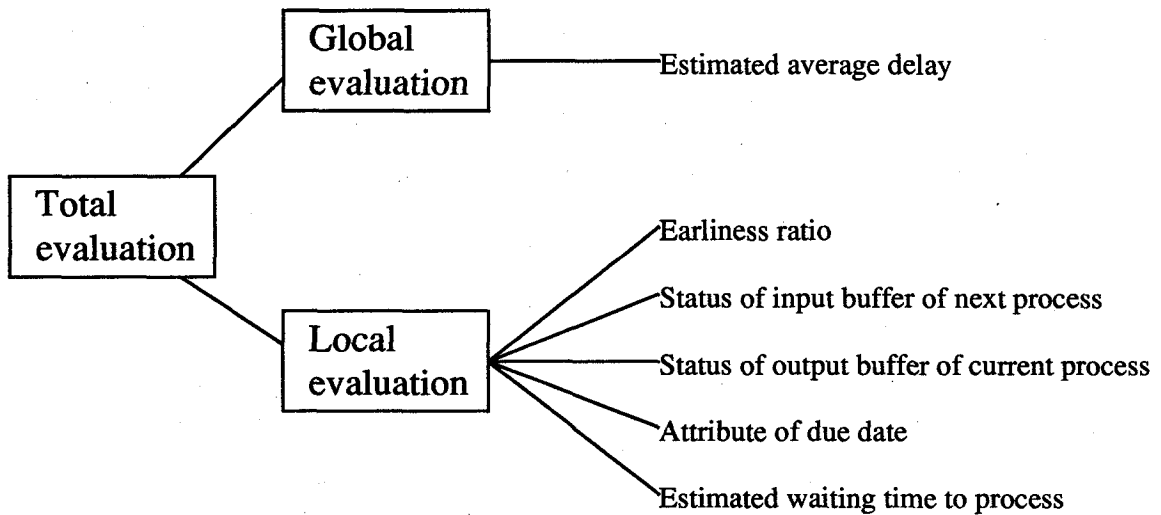 Global
evaluation
Estimated average delay
Total
evaluation
Earliness ratio
Status of input buffer of next process
Local
evaluation
Status of output buffer of current process
Attribute of due date
Estimated waiting time to process